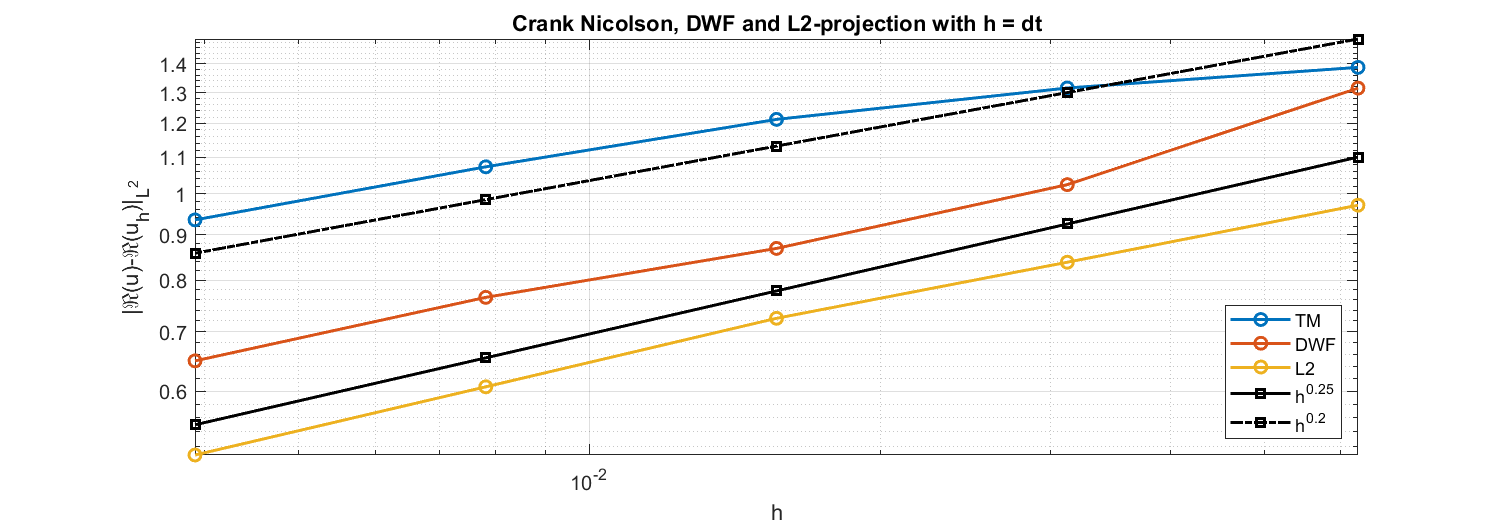 Crank Nicolson, DWF and L2-projection with h = dt
|ℜ(u)-ℜ(u_h)|_{L^2}
1.4
1.3
1.2
1.1
1
0.9
0.8
0.7
0.6
10^{-2}
h
TM
DWF
L2
h^{0.25}
h^{0.2}